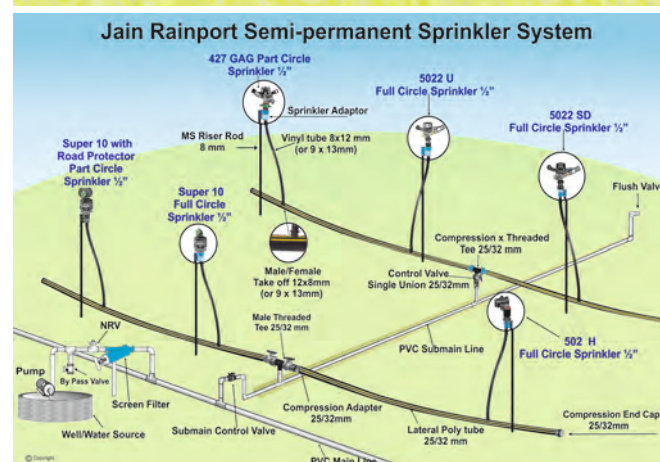 Jain Rainport Semi-permanent Sprinkler System
427 GAG Part Circle
Sprinkler ½"
5022 U
Full Circle Sprinkler ½"
5022 SD
Full Circle Sprinkler ½"
Sprinkler Adaptor
MS Riser Rod
8 mm
Vinyl tube 8x12 mm
(or 9 x 13mm)
Super 10 with
Road Protector
Part Circle
Sprinkler ½"
Super 10
Full Circle
Sprinkler ½"
Flush Valve
Compression x Threaded
Tee 25/32 mm
Male/Female
Take off 12x8mm
(or 9 x 13mm)
Control Valve
Single Union 25/32mm
Male Threaded
Tee 25/32 mm
502 H
Full Circle Sprinkler ½"
NRV
PVC Submain Line
Pump
By Pass Valve
Screen Filter
Well/Water Source
Submain Control Valve
Compression Adapter
25/32mm
Lateral Poly tube
25/32 mm
Compression End Cap
25/32mm
PVC Main Line
© Copyright